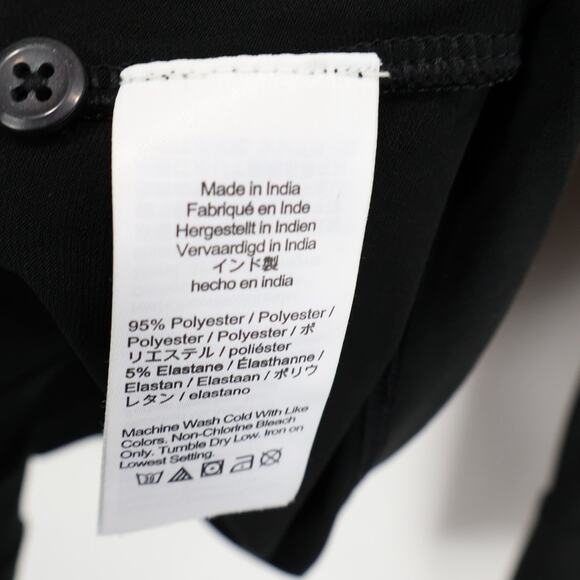 Made in India
Fabriqué en Inde
Hergestellt in Indien
Vervaardigd in India
インド製
hecho en india
95% Polyester / Polyester /
Polyester / Polyester / ポ
リエステル / poliéster
5% Elastane / Élasthanne /
Elastan / Elastaan / ポリウ
レタン / elastano
Machine Wash Cold With Like
Colors. Non-Chlorine Bleach
Only. Tumble Dry Low. Iron on
Lowest Setting.